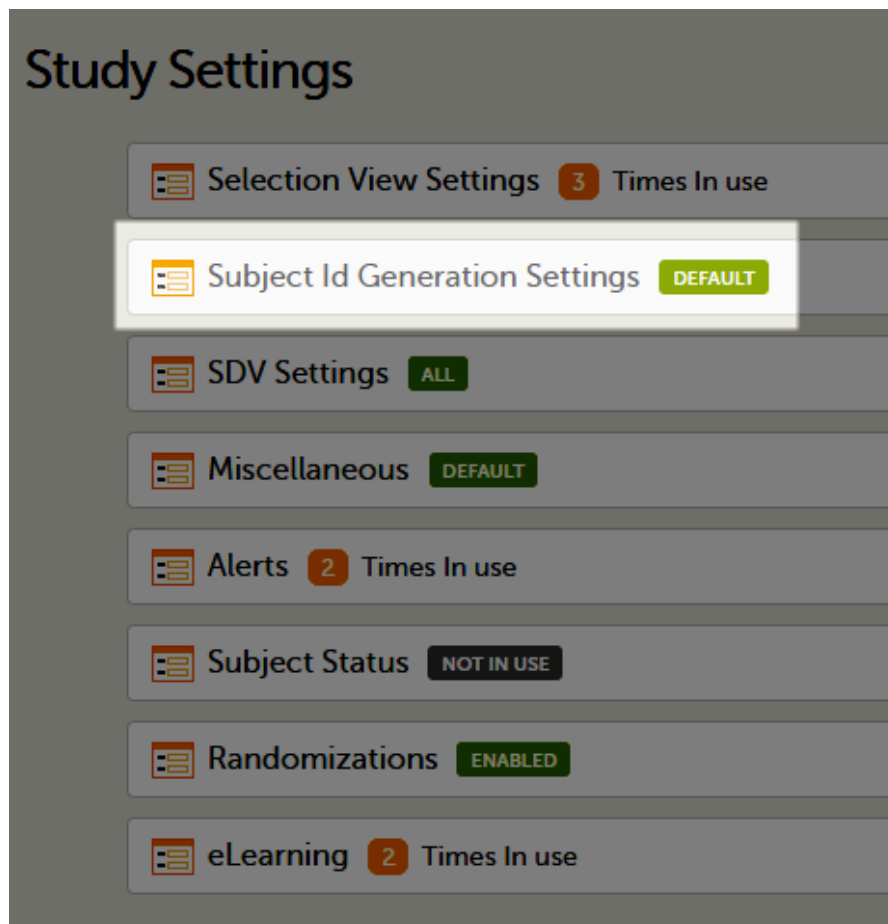 Study Settings
Selection View Settings 3 Times In use
Subject Id Generation Settings DEFAULT
SDV Settings ALL
Miscellaneous DEFAULT
Alerts 2 Times In use
Subject Status NOT IN USE
Randomizations ENABLED
eLearning 2 Times In use